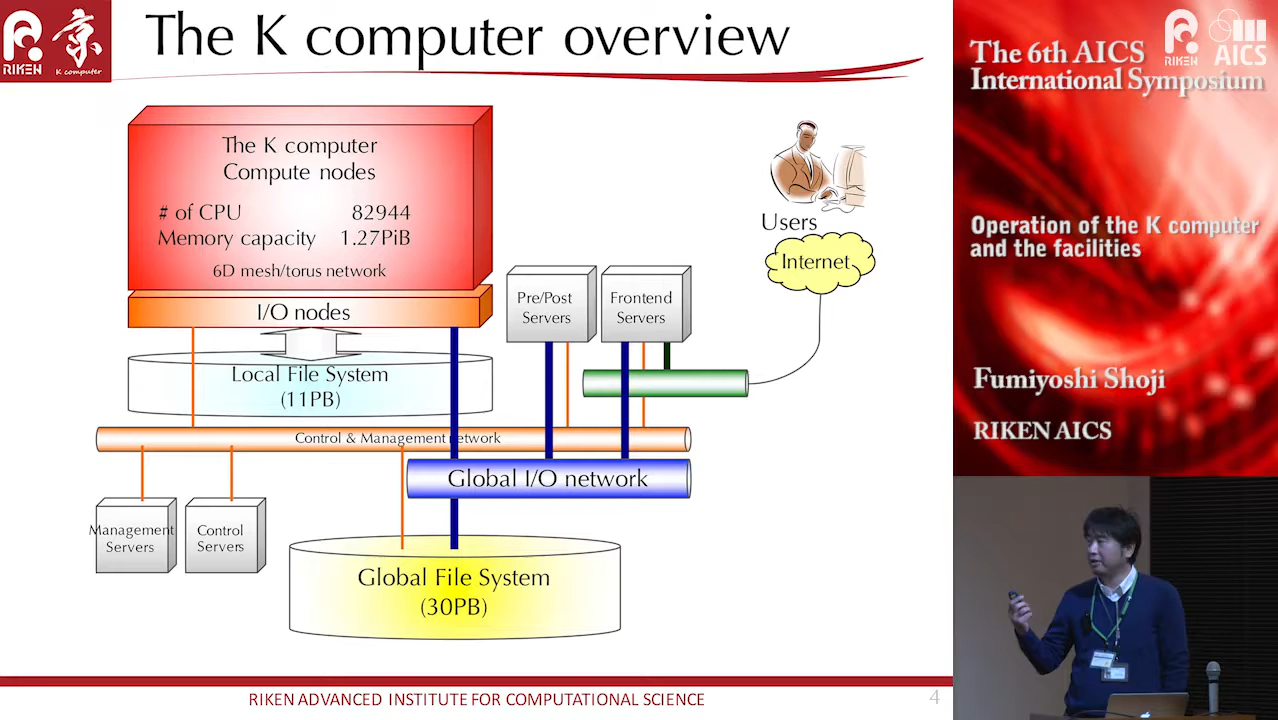 RIKEN
京
K computer
The K computer overview
The K computer
Compute nodes
# of CPU 82944
Memory capacity 1.27PiB
6D mesh/torus network
I/O nodes
Local File System
(11PB)
Control & Management network
Management
Servers
Control
Servers
Global I/O network
Global File System
(30PB)
Pre/Post
Servers
Frontend
Servers
Users
Internet
RIKEN ADVANCED INSTITUTE FOR COMPUTATIONAL SCIENCE
4
The 6th AICS
International Symposium
RIKEN
AICS
Operation of the K computer
and the facilities
Fumiyoshi Shoji
RIKEN AICS